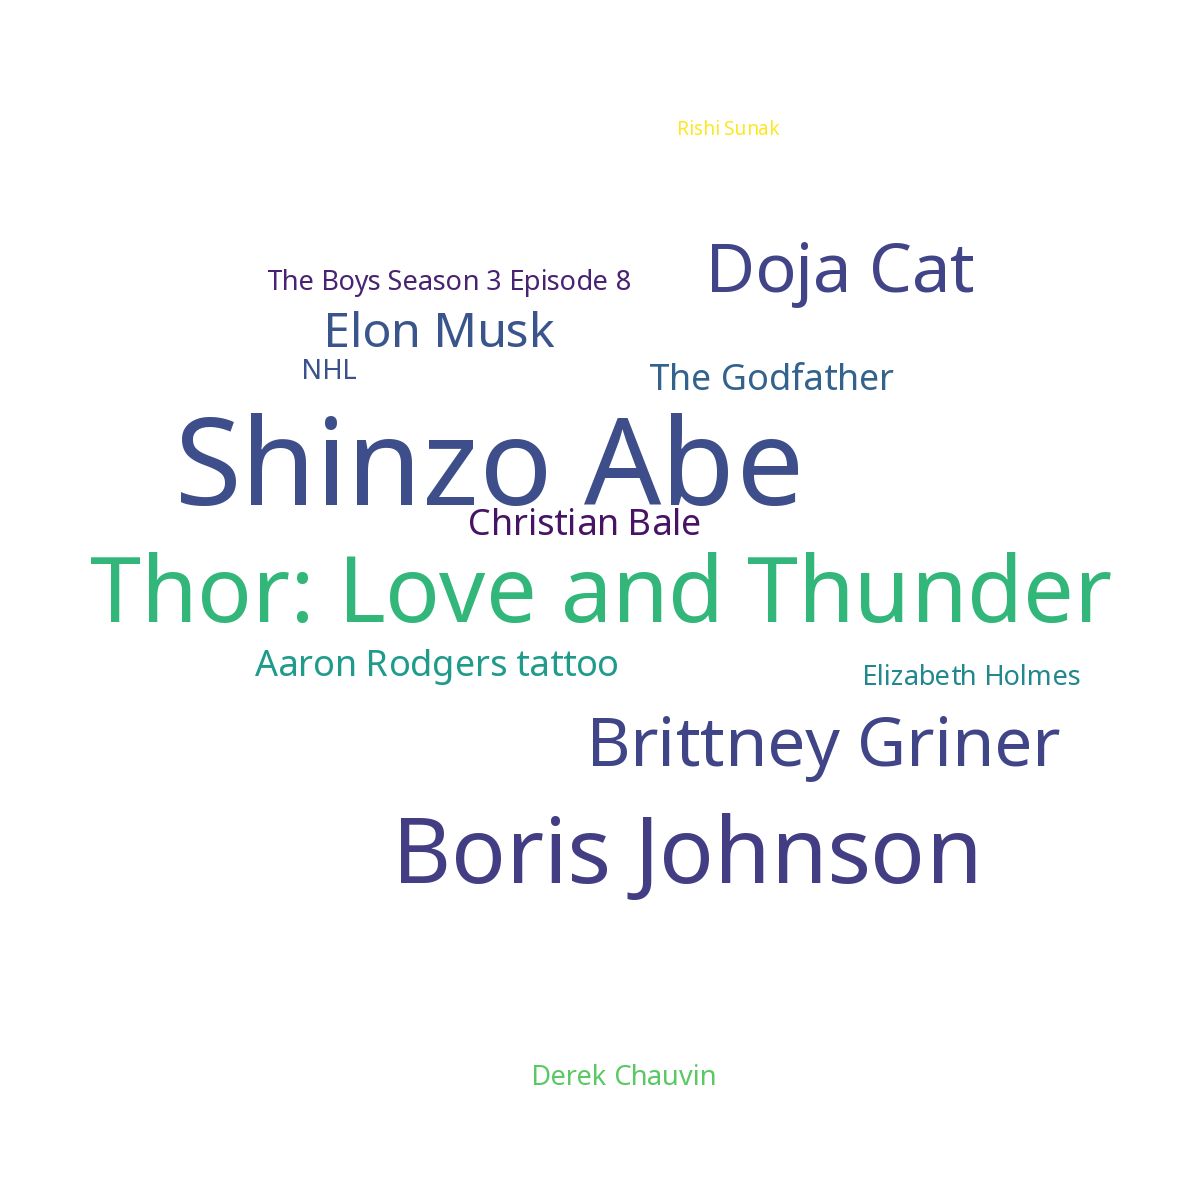 Rishi Sunak
Doja Cat
The Boys Season 3 Episode 8
Elon Musk
NHL
The Godfather
Shinzo Abe
Christian Bale
Thor: Love and Thunder
Aaron Rodgers tattoo
Elizabeth Holmes
Brittney Griner
Boris Johnson
Derek Chauvin